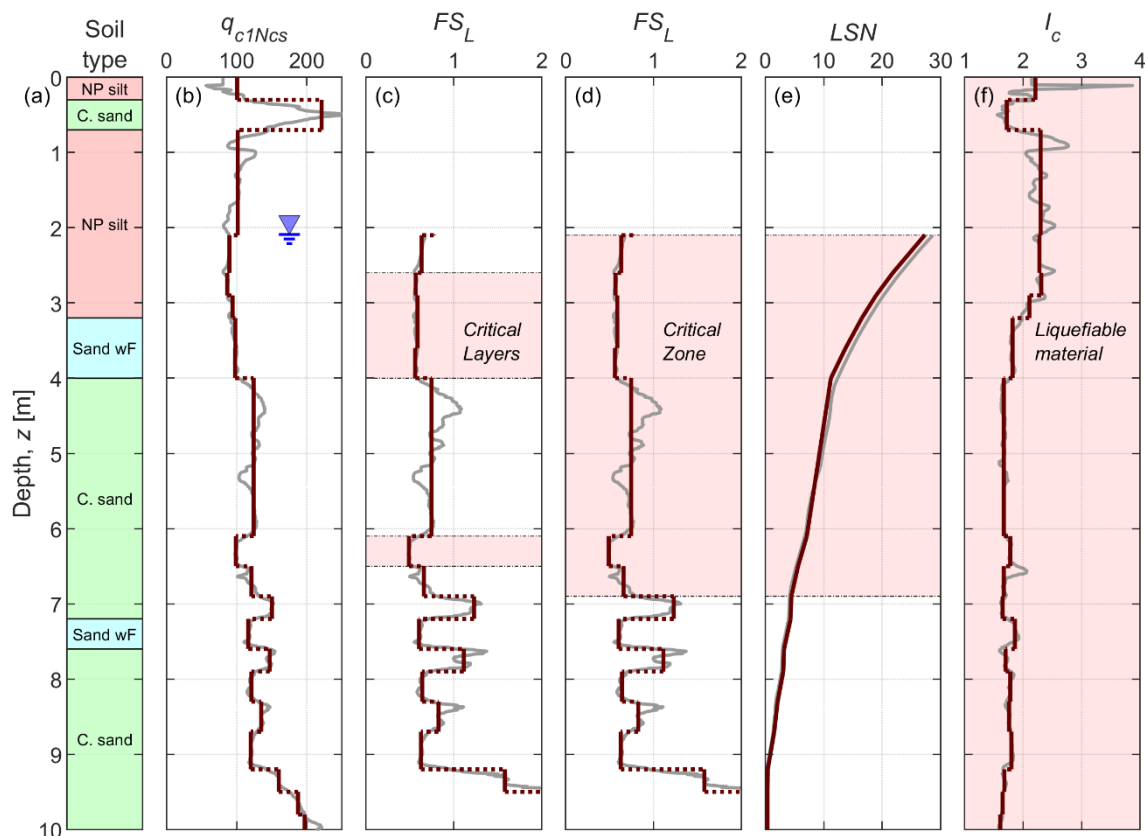 Soil
type
q_c1Ncs
FS_L
FS_L
LSN
I_c
0 100 200
0 1 2
0 1 2
0 10 20 30
1 2 3 4
(a)
(b)
(c)
(d)
(e)
(f)
Depth, z [m]
0
1
2
3
4
5
6
7
8
9
10
NP silt
C. sand
NP silt
Sand wF
C. sand
Sand wF
C. sand
Critical
Layers
Critical
Zone
Liquefiable
material